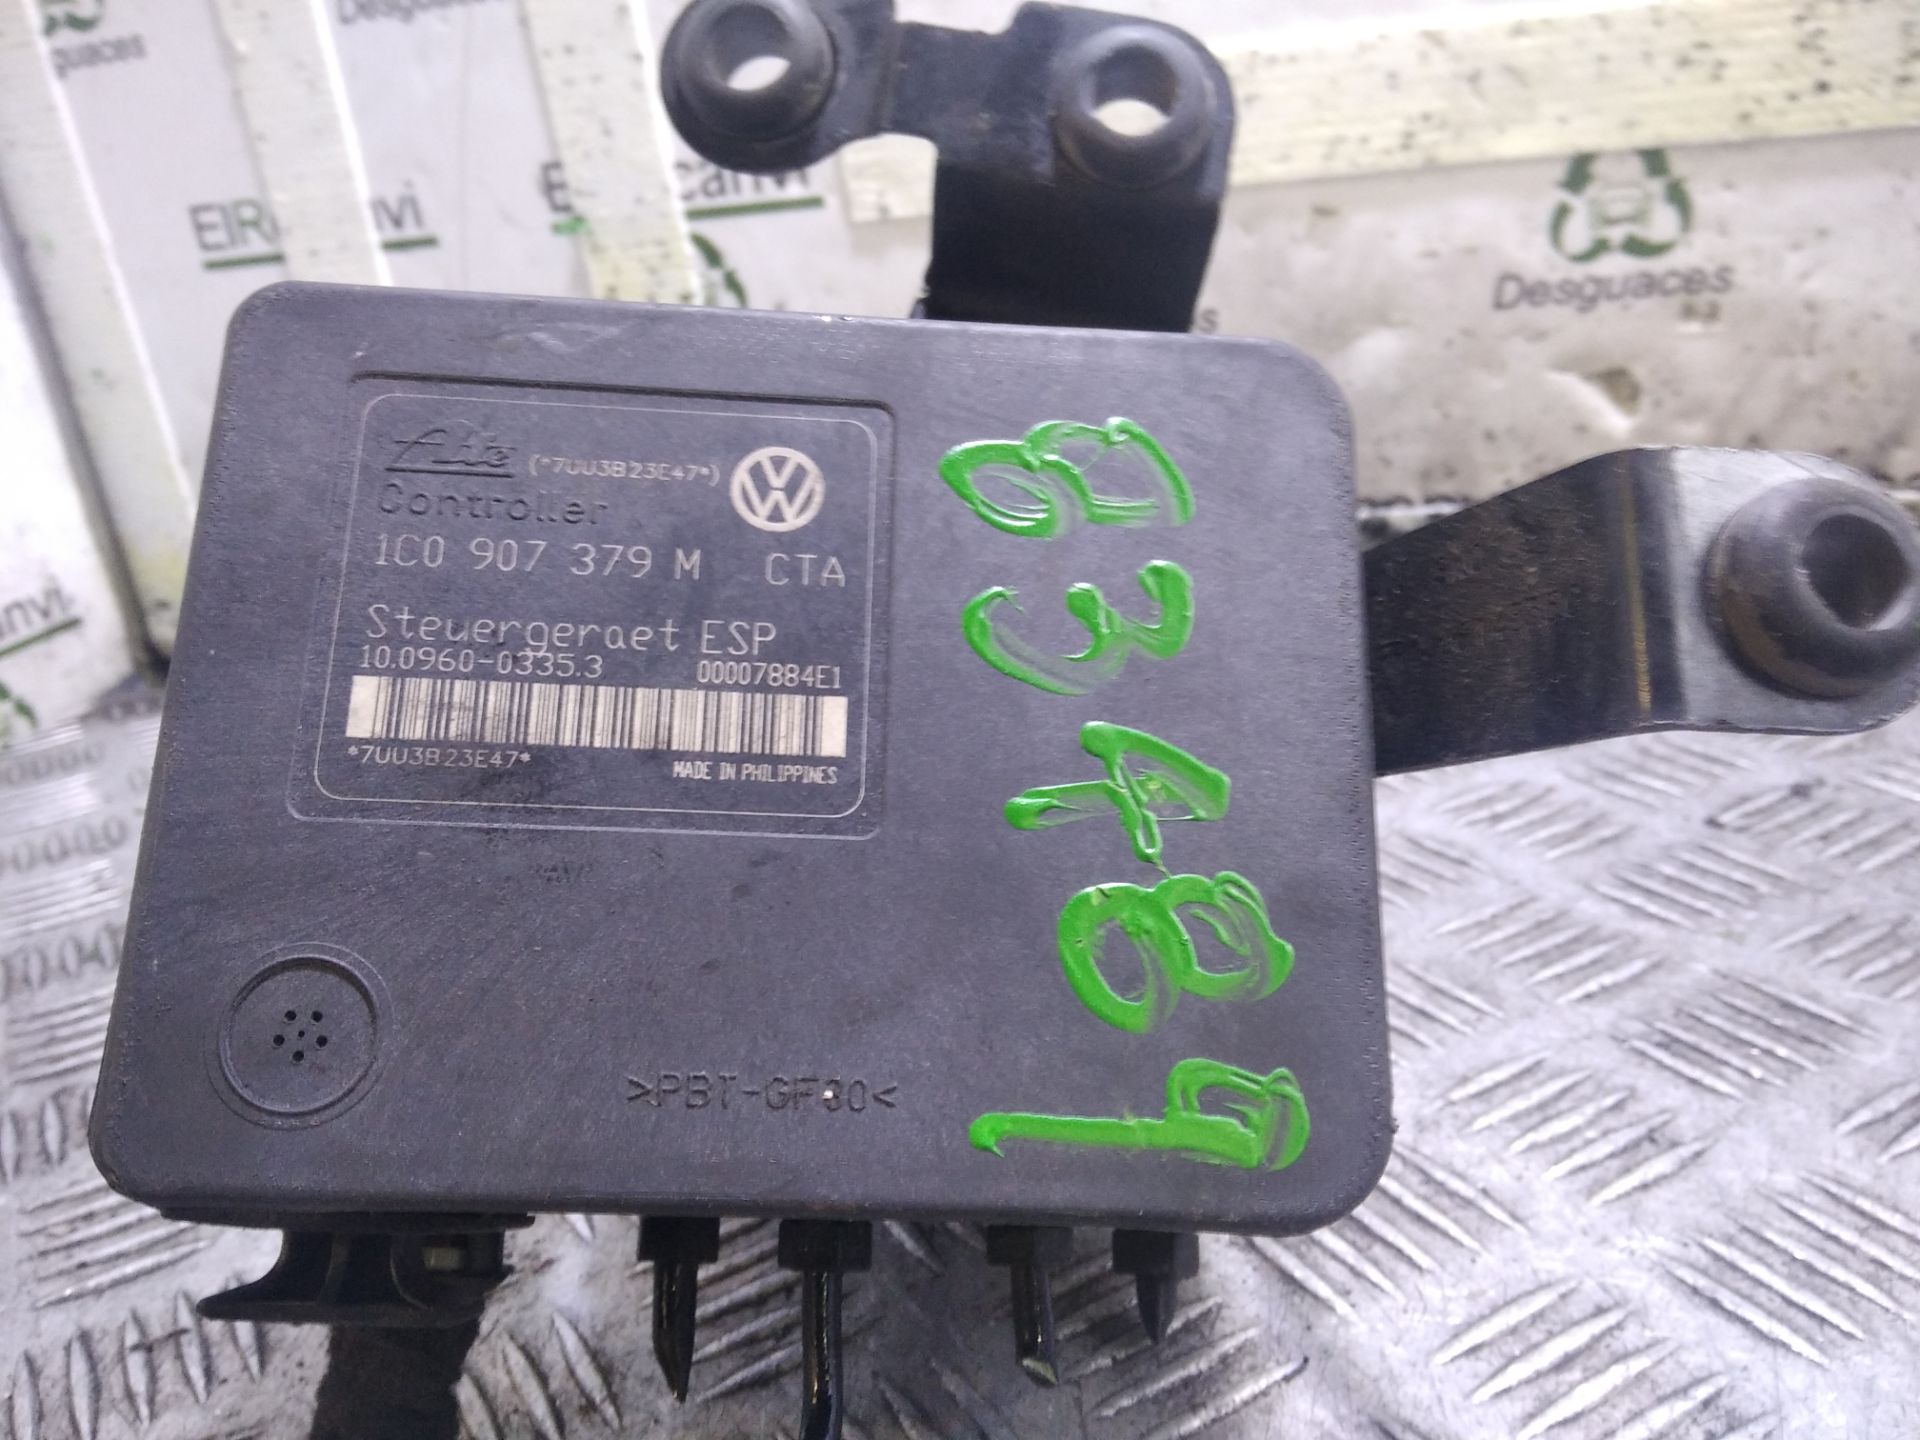 Ate (*7UU3B23E47*)
Controller
1C0 907 379 M CTA
Steuergeraet ESP
10.0960-0335.3 00007884E1
*7UU3B23E47*
MADE IN PHILIPPINES
>PBT-GF30<
Desguaces